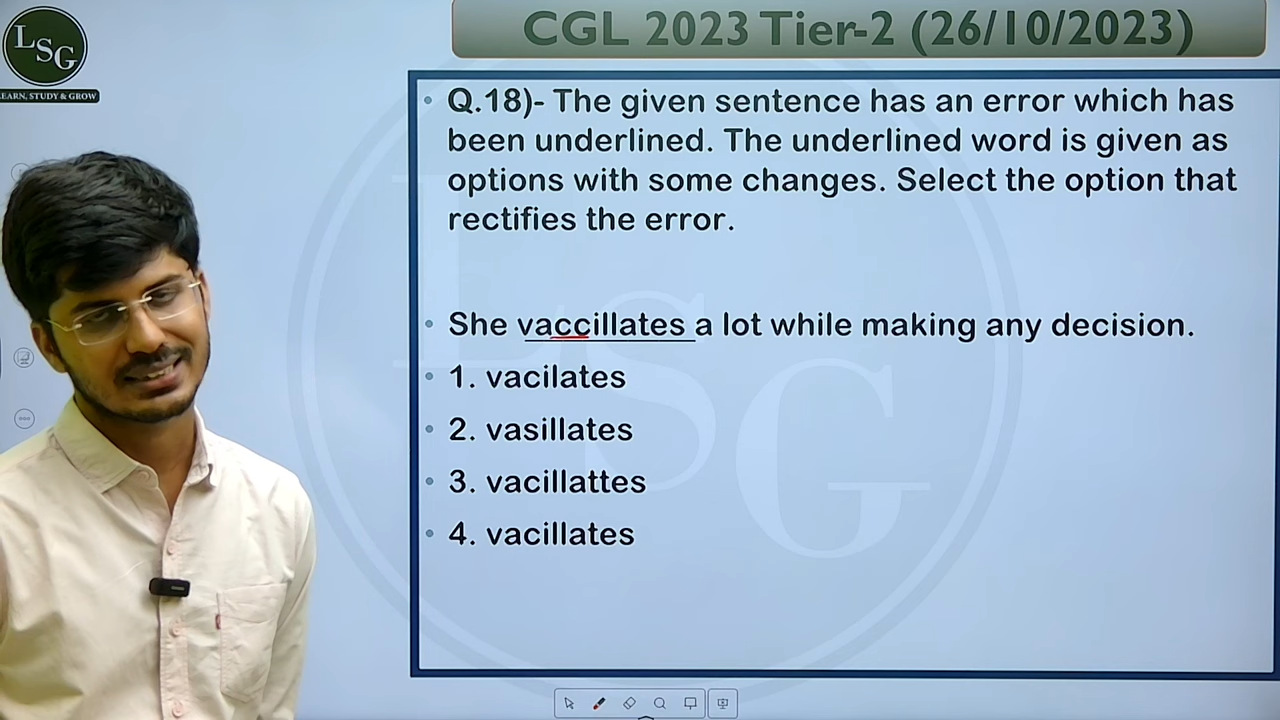 CGL 2023 Tier-2 (26/10/2023)
LSG
LEARN, STUDY & GROW
• Q.18)- The given sentence has an error which has
been underlined. The underlined word is given as
options with some changes. Select the option that
rectifies the error.
• She vaccillates a lot while making any decision.
• 1. vacilates
• 2. vasillates
• 3. vacillattes
• 4. vacillates
LSG